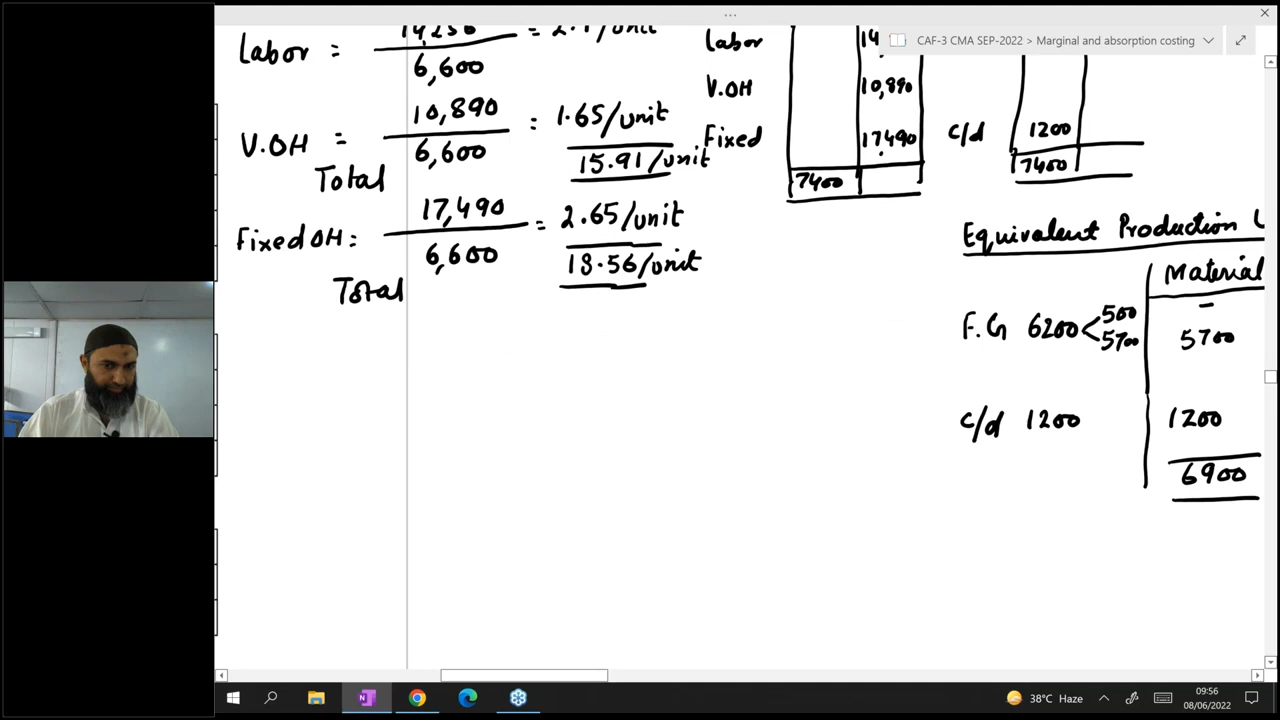 CAF-3 CMA SEP-2022 > Marginal and absorption costing
Labor =
6,600
V.OH = 10,890 = 1.65/unit
6,600
Total 15.91/unit
Fixed OH = 17,490 = 2.65/unit
6,600
Total 18.56/unit
Labor
V.OH 10,890
Fixed 17,490
7400
c/d 1200
7400
Equivalent Production
Material
F.G 6200 < 500 -
5700 5700
c/d 1200 1200
6900
38°C Haze
09:56
08/06/2022